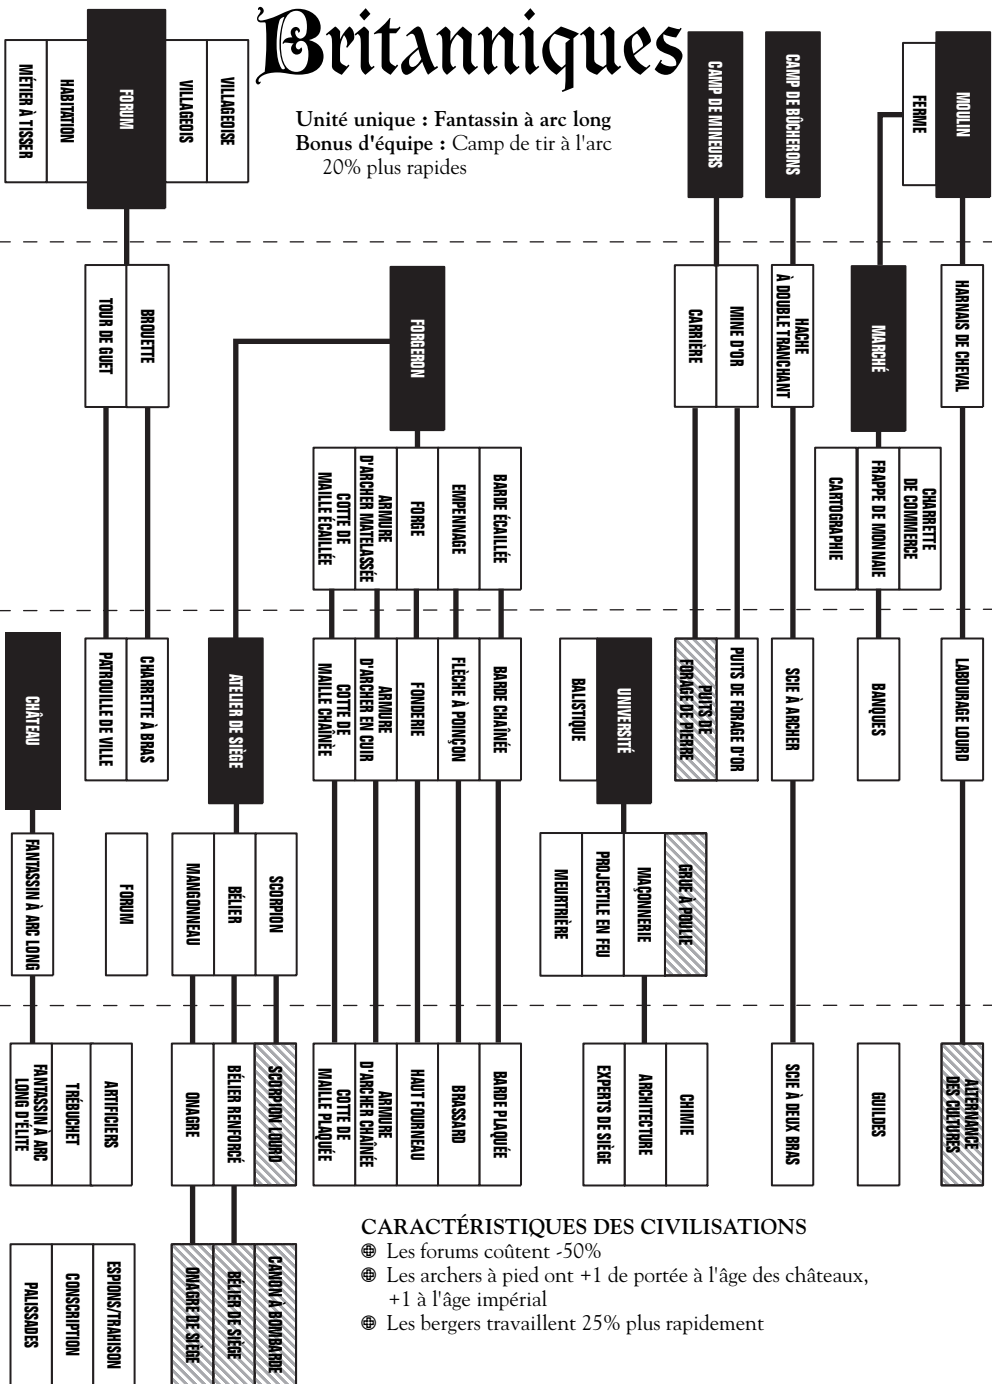 Britanniques
Unité unique : Fantassin à arc long
Bonus d'équipe : Camp de tir à l'arc
20% plus rapides
MÉTIER À TISSER
HABITATION
FORUM
VILLAGEOIS
VILLAGEOISE
CAMP DE MINEURS
CAMP DE BÛCHERONS
FERME
MOULIN
TOUR DE GUET
BROUETTE
FORGERON
CARRIÈRE
MINE D'OR
HACHE
À DOUBLE TRANCHANT
MARCHÉ
HARNAIS DE CHEVAL
COTTE DE
MAILLE ÉCAILLÉE
ARMURE
D'ARCHER MATELASSÉE
FORGE
EMPENNAGE
BARDE ÉCAILLÉE
CARTOGRAPHIE
FRAPPE DE MONNAIE
CHARRETTE
DE COMMERCE
CHÂTEAU
PATROUILLE DE VILLE
CHARRETTE À BRAS
ATELIER DE SIÈGE
COTTE DE
MAILLE CHAÎNÈE
ARMURE
D'ARCHER EN CUIR
FONDERIE
FLÈCHE À POINÇON
BARDE CHAÎNÉE
BALISTIQUE
UNIVERSITÉ
PUITS DE
FORAGE DE PIERRE
PUITS DE FORAGE D'OR
SCIE À ARCHER
BANQUES
LABOURAGE LOURD
FANTASSIN À ARC LONG
FORUM
MANGONNEAU
BÉLIER
SCORPION
MEURTRIÈRE
PROJECTILE EN FEU
MAÇONNERIE
GRUE À POULIE
FANTASSIN À ARC
LONG D'ÉLITE
TRÉBUCHET
ARTIFICIERS
ONAGRE
BÉLIER RENFORCÉ
SCORPION LOURD
COTTE DE
MAILLE PLAQUÉE
ARMURE
D'ARCHER CHAÎNÉE
HAUT FOURNEAU
BRASSARD
BARDE PLAQUÉE
EXPERTS DE SIÈGE
ARCHITECTURE
CHIMIE
SCIE À DEUX BRAS
GUILDES
ALTERNANCE
DES CULTURES
PALISSADES
CONSCRIPTION
ESPIONS/TRAHISON
ONAGRE DE SIÈGE
BÉLIER DE SIÈGE
CANON À BOMBARDE
CARACTÉRISTIQUES DES CIVILISATIONS
Les forums coûtent -50%
Les archers à pied ont +1 de portée à l'âge des châteaux,
+1 à l'âge impérial
Les bergers travaillent 25% plus rapidement